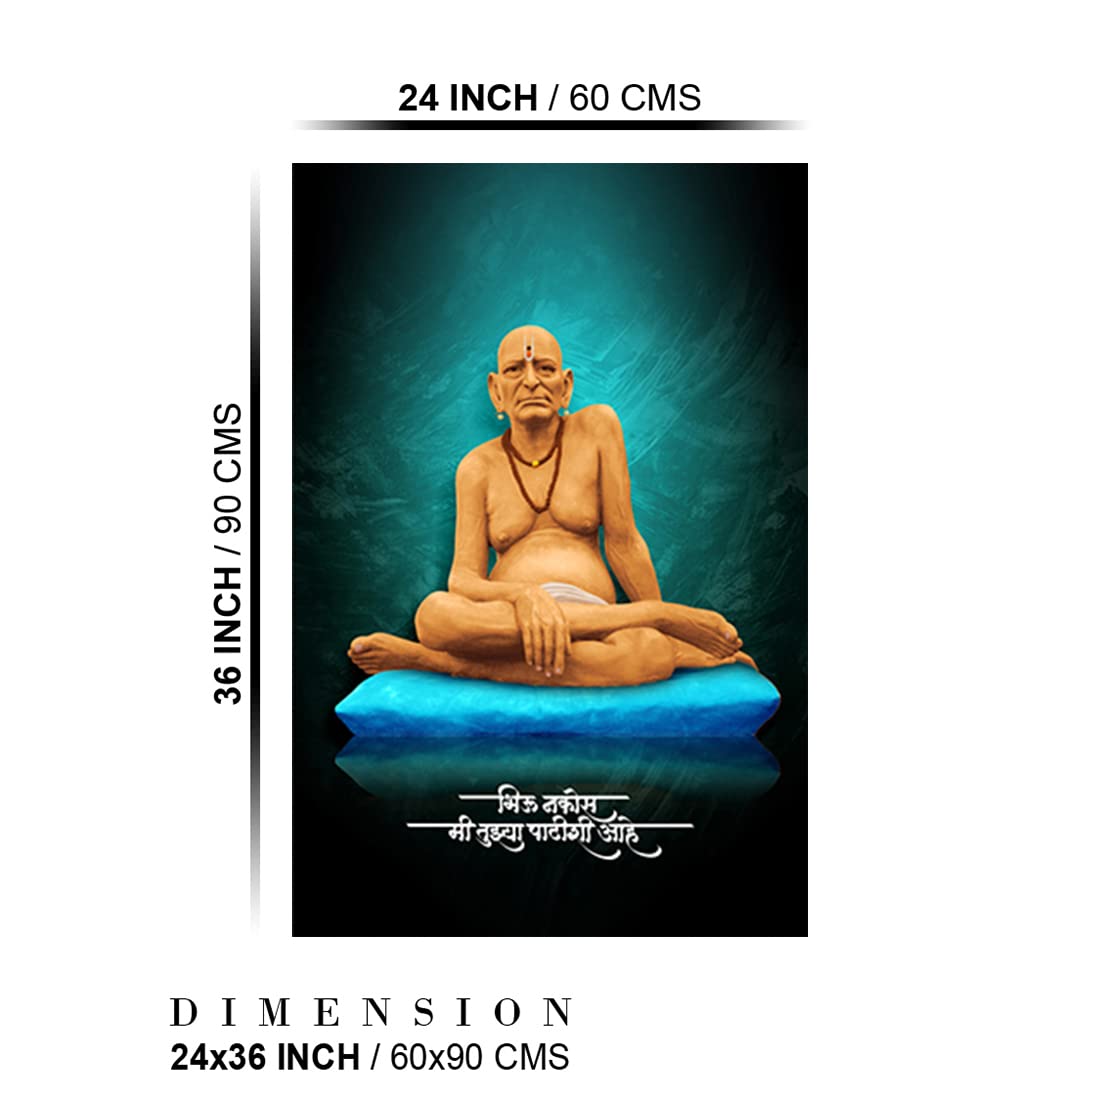 24 INCH / 60 CMS
36 INCH / 90 CMS
भिऊ नकोस
मी तुझ्या पाठीशी आहे
DIMENSION
24x36 INCH / 60x90 CMS